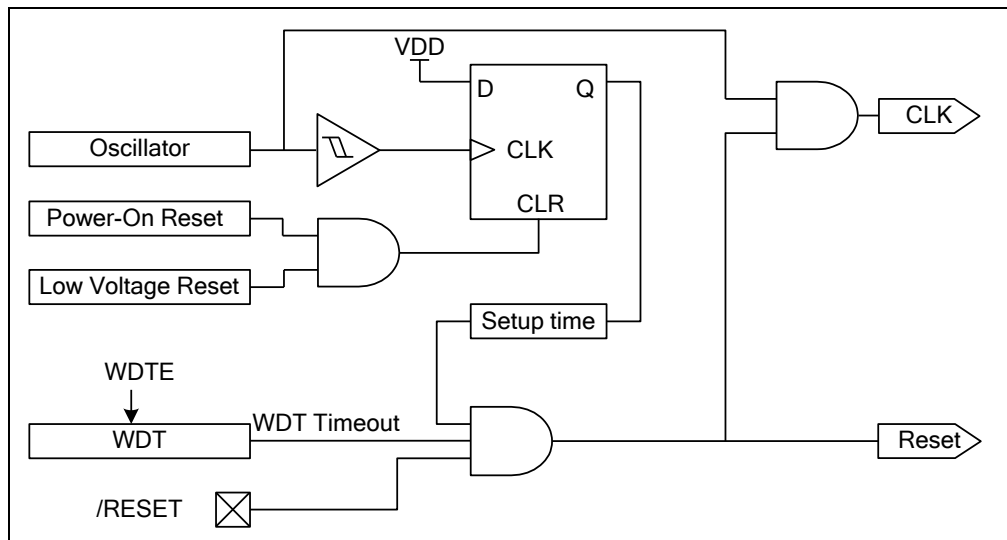 VDD
D
Q
CLK
Oscillator
CLK
Power-On Reset
CLR
Low Voltage Reset
Setup time
WDTE
WDT Timeout
WDT
Reset
/RESET